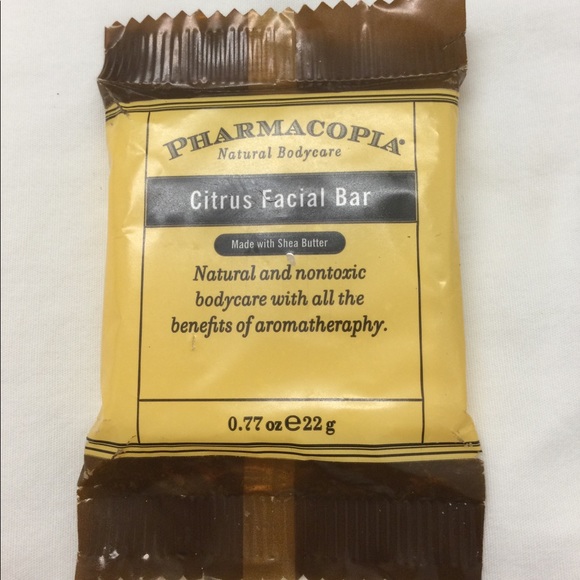 PHARMACOPIA®
Natural Bodycare
Citrus Facial Bar
Made with Shea Butter
Natural and nontoxic
bodycare with all the
benefits of aromatheraphy.
0.77 oz ℮ 22 g